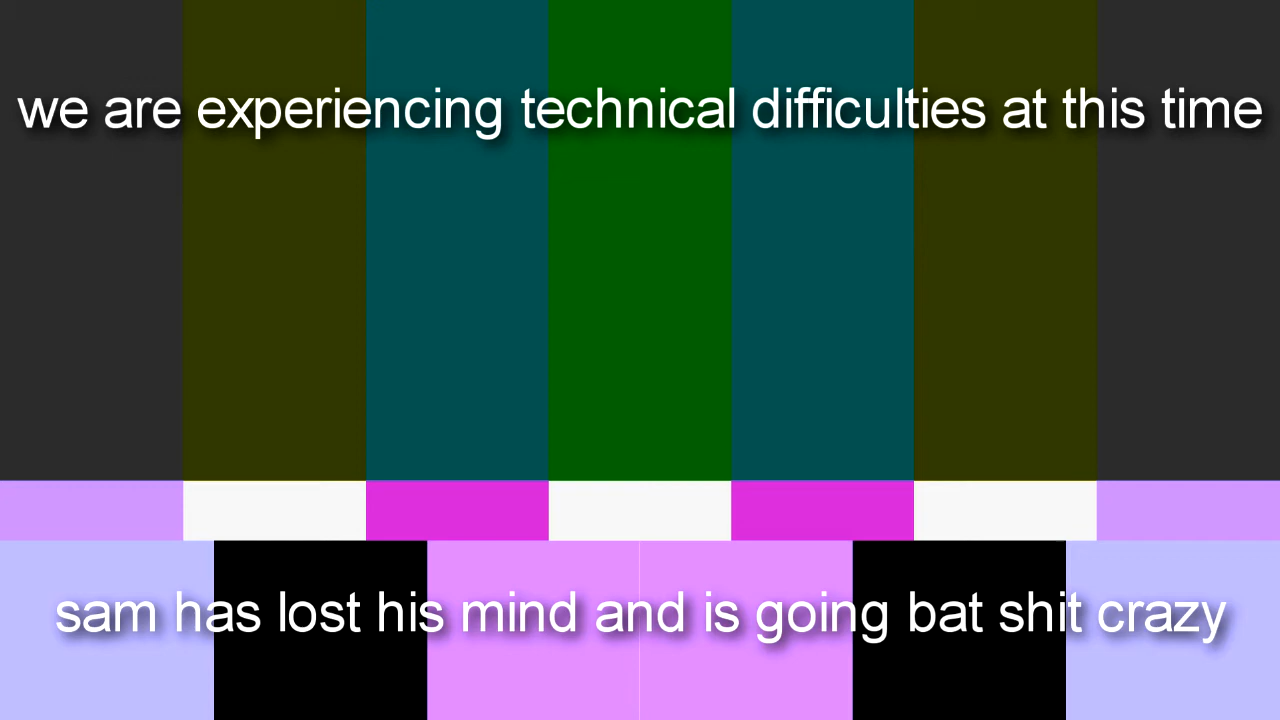 we are experiencing technical difficulties at this time
sam has lost his mind and is going bat shit crazy